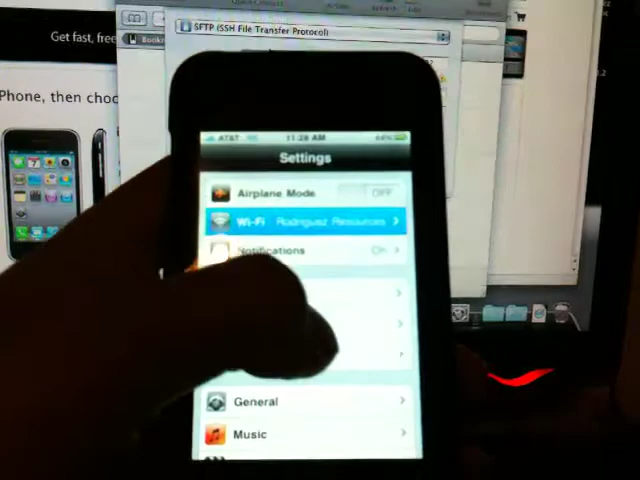 Get fast, free
SFTP (SSH File Transfer Protocol)
Phone, then choo
AT&T
11:28 AM
Settings
Airplane Mode OFF
Wi-Fi Rodriguez Resources
Notifications On
General
Music